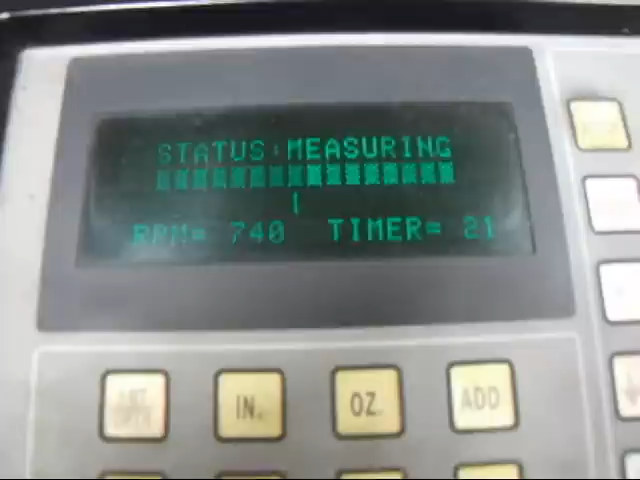 STATUS:MEASURING
RPM= 740 TIMER= 21
IN. OZ. ADD